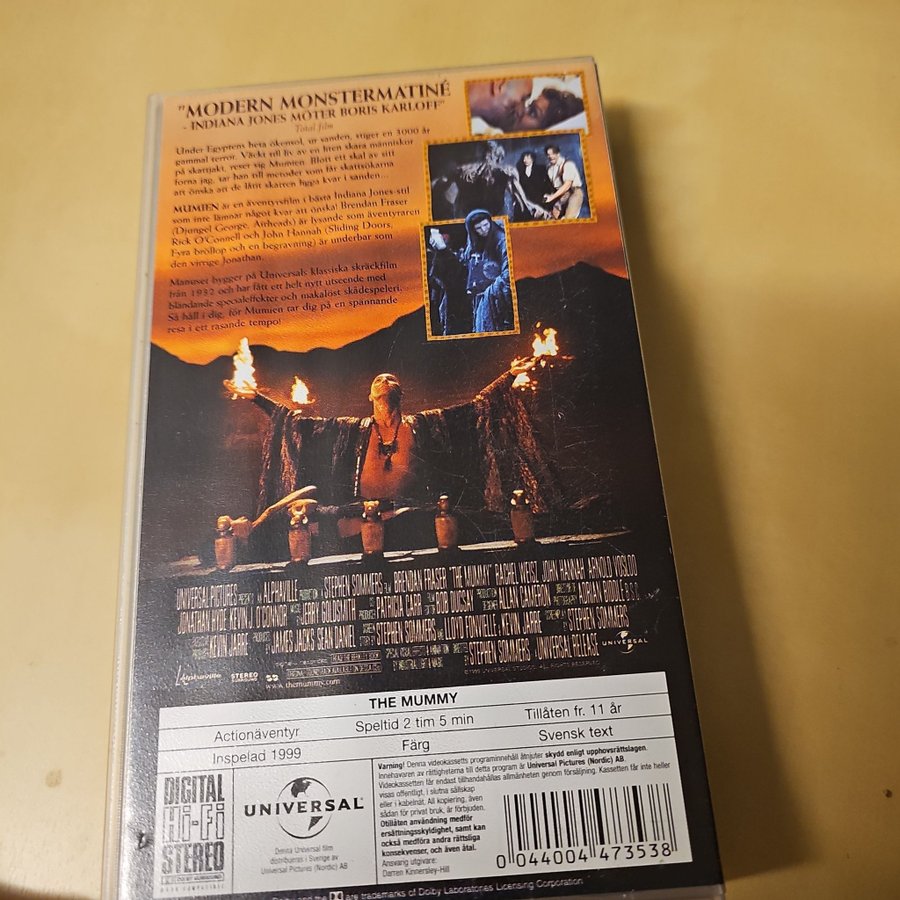 "MODERN MONSTERMATINÉ
- INDIANA JONES MÖTER BORIS KARLOFF"
Total film
Under Egyptens heta ökensol, ur sanden, stiger en 3000 år
gammal terror. Väckt till liv av en liten skara människor
på skattjakt, reser sig Mumien. Blott ett skal av sitt
forna jag, tar han till metoder som får skattsökarna
att önska att de låtit skatten ligga kvar i sanden...
MUMIEN är en äventyrsfilm i bästa Indiana Jones-stil
som inte lämnar något kvar att önska! Brendan Fraser
(Djungel George, Airheads) är lysande som äventyraren
Rick O'Connell och John Hannah (Sliding Doors,
Fyra bröllop och en begravning) är underbar som
den virrige Jonathan.
Manuset bygger på Universals klassiska skräckfilm
från 1932 och har fått ett helt nytt utseende med
bländande specialeffekter och makalöst skådespeleri.
Så håll i dig, för Mumien tar dig på en spännande
resa i ett rasande tempo!
UNIVERSAL PICTURES PRESENTS AN ALPHAVILLE STEPHEN SOMMERS FILM BRENDAN FRASER "THE MUMMY" RACHEL WEISZ JOHN HANNAH ARNOLD VOSLOO
JONATHAN HYDE KEVIN J. O'CONNOR MUSIC BY JERRY GOLDSMITH PATRICIA CARR BOB DUCSAY ALLAN CAMERON ADRIAN BIDDLE B.S.C.
KEVIN JARRE JAMES JACKS SEAN DANIEL STORY BY STEPHEN SOMMERS AND LLOYD FONVIELLE & KEVIN JARRE SCREENPLAY BY STEPHEN SOMMERS
STEPHEN SOMMERS A UNIVERSAL RELEASE
UNIVERSAL
Alphaville
STEREO
SURROUND
www.themummy.com
THE MUMMY
Actionäventyr Speltid 2 tim 5 min Tillåten fr. 11 år
Inspelad 1999 Färg Svensk text
DIGITAL
Hi-Fi
STEREO
UNIVERSAL
Denna Universal film
distribueras i Sverige av
Universal Pictures (Nordic) AB
Varning! Denna videokassetts programinnehåll åtnjuter skydd enligt upphovsrättslagen.
Innehavaren av rättigheterna till detta program är Universal Pictures (Nordic) AB.
Videokassetten får endast tillhandahållas allmänheten genom försäljning. Kassetten får inte heller
visas offentligt, i slutna sällskap
eller i kabelnät. All kopiering, även
sådan för privat bruk, är förbjuden.
Otillåten användning medför
ersättningsskyldighet, samt kan
också medföra andra rättsliga
konsekvenser, och även åtal.
Ansvarig utgivare:
Darren Kinnersley-Hill
0 044004 473538
are trademarks of Dolby Laboratories Licensing Corporation